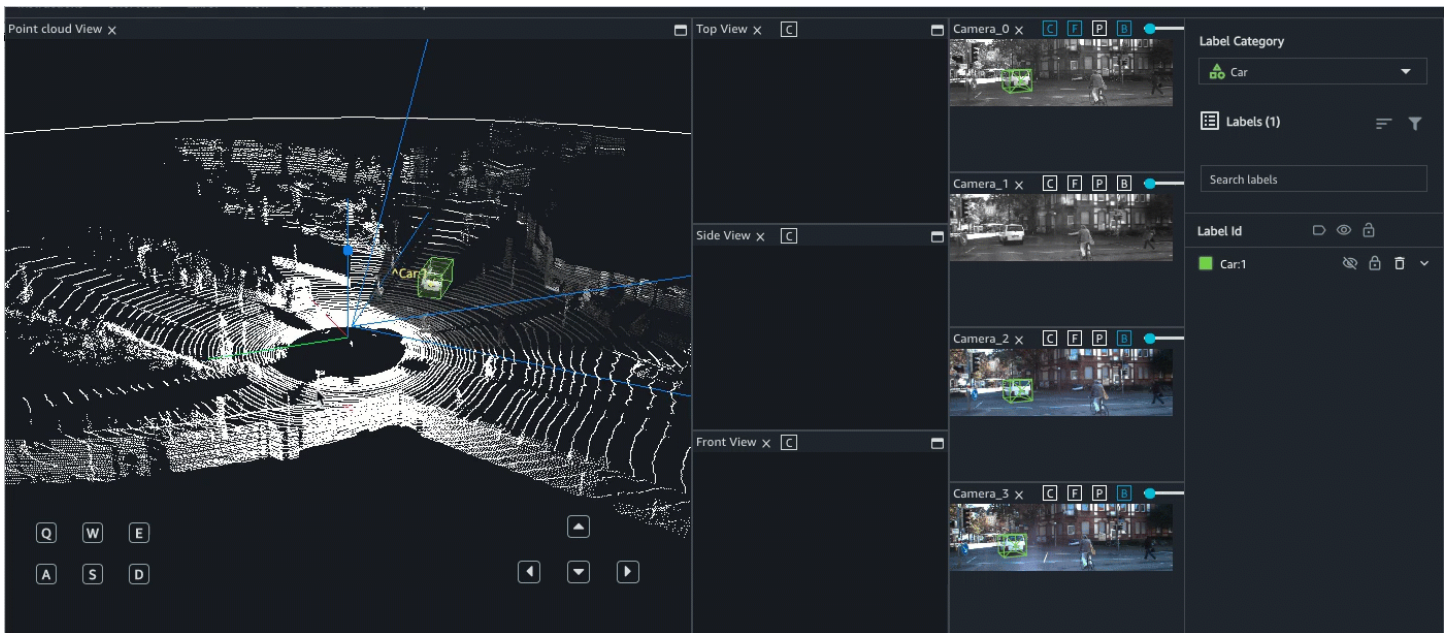 Point cloud View
^Car:1
Q W E
A S D
Top View C
Side View C
Front View C
Camera_0 C F P B
Camera_1 C F P B
Camera_2 C F P B
Camera_3 C F P B
Label Category
Car
Labels (1)
Search labels
Label Id
Car:1